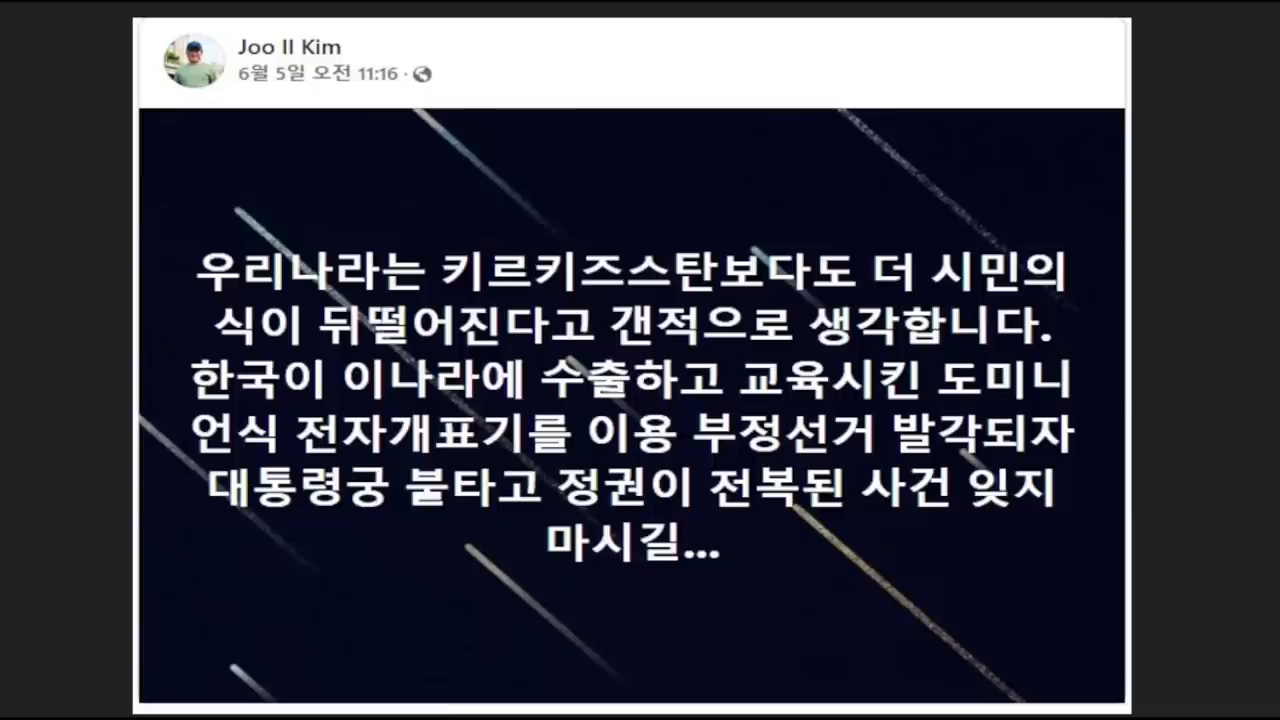 Joo Il Kim
6월 5일 오전 11:16 ·
우리나라는 키르키즈스탄보다도 더 시민의
식이 뒤떨어진다고 갠적으로 생각합니다.
한국이 이나라에 수출하고 교육시킨 도미니
언식 전자개표기를 이용 부정선거 발각되자
대통령궁 불타고 정권이 전복된 사건 잊지
마시길...